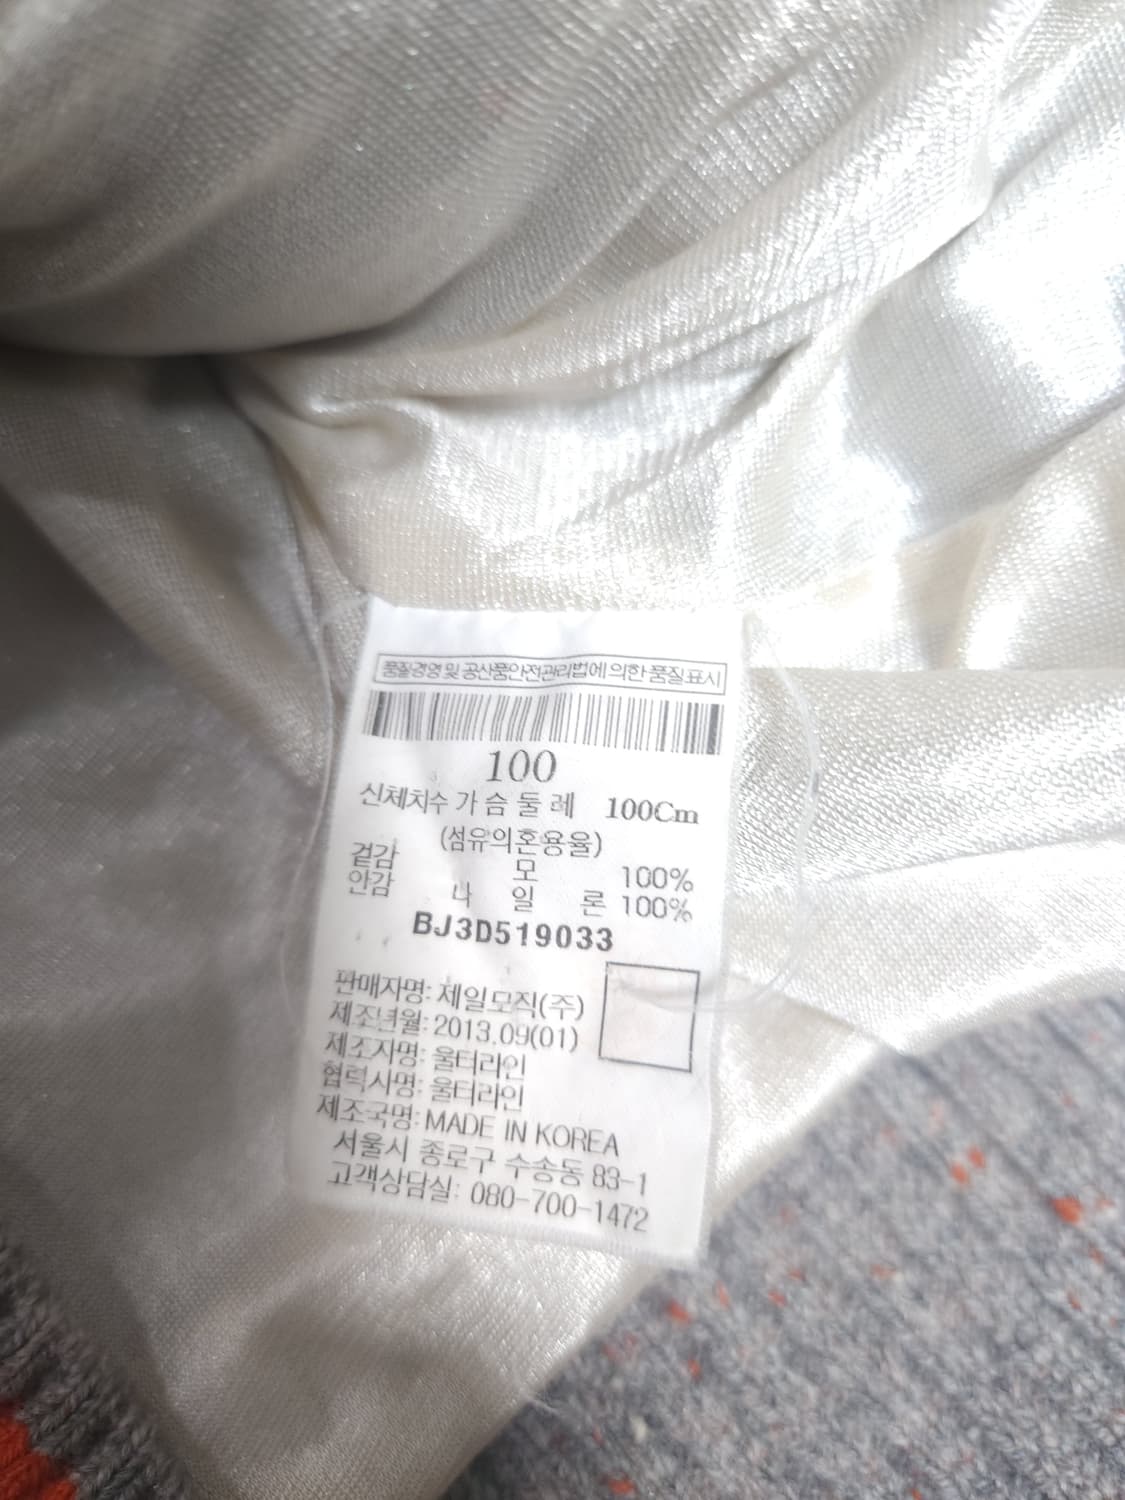 품질경영 및 공산품안전관리법에 의한 품질표시
100
신체치수 가 슴 둘 레 100Cm
(섬유의혼용율)
겉감 모 100%
안감 나 일 론 100%
BJ3D519033
판매자명: 제일모직(주)
제조년월: 2013.09(01)
제조자명: 울터라인
협력사명: 울터라인
제조국명: MADE IN KOREA
서울시 종로구 수송동 83-1
고객상담실: 080-700-1472